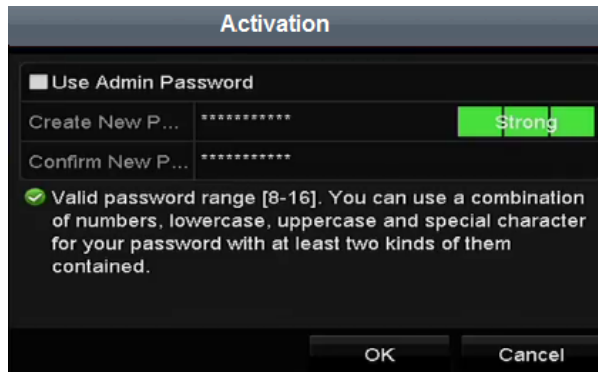 Activation
Use Admin Password
Create New P... *********** Strong
Confirm New P... ***********
Valid password range [8-16]. You can use a combination
of numbers, lowercase, uppercase and special character
for your password with at least two kinds of them
contained.
OK Cancel